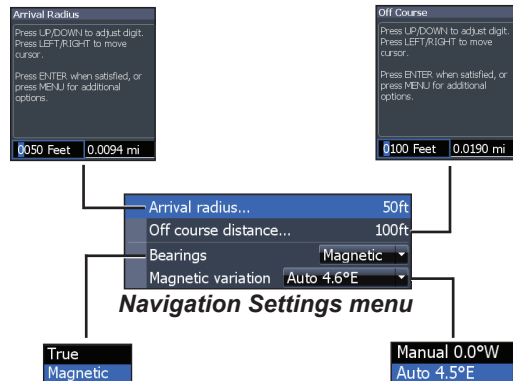 Arrival Radius
Press UP/DOWN to adjust digit.
Press LEFT/RIGHT to move
cursor.
Press ENTER when satisfied, or
press MENU for additional
options.
0050 Feet 0.0094 mi
Off Course
Press UP/DOWN to adjust digit.
Press LEFT/RIGHT to move
cursor.
Press ENTER when satisfied, or
press MENU for additional
options.
0100 Feet 0.0190 mi
Arrival radius... 50ft
Off course distance... 100ft
Bearings Magnetic
Magnetic variation Auto 4.6°E
Navigation Settings menu
True
Magnetic
Manual 0.0°W
Auto 4.5°E